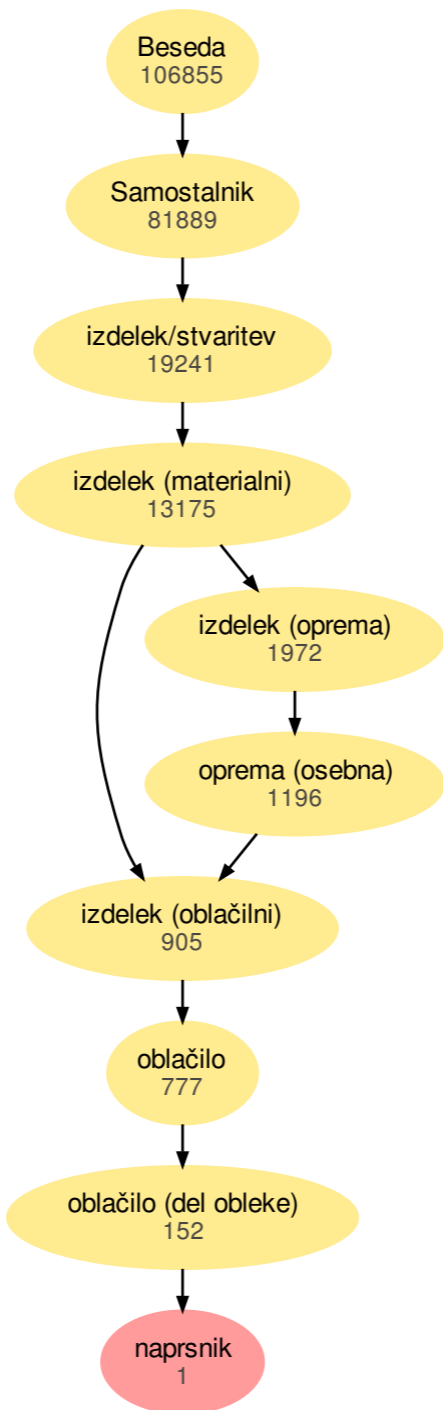 Beseda
106855
Samostalnik
81889
izdelek/stvaritev
19241
izdelek (materialni)
13175
izdelek (oprema)
1972
oprema (osebna)
1196
izdelek (oblačilni)
905
oblačilo
777
oblačilo (del obleke)
152
naprsnik
1